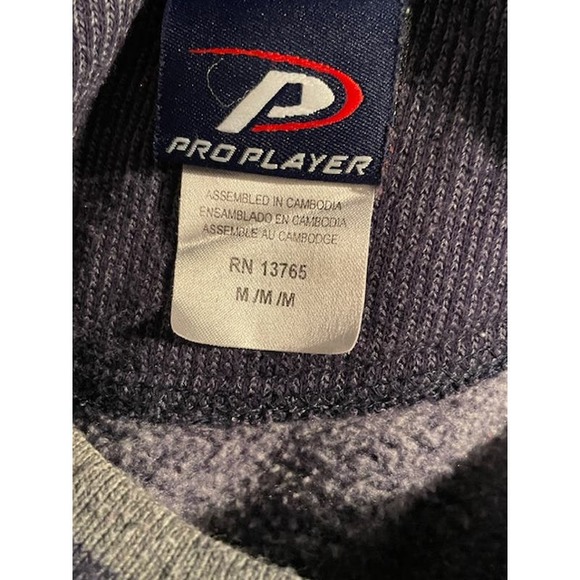 P
PRO PLAYER
ASSEMBLED IN CAMBODIA
ENSAMBLADO EN CAMBODIA
ASSEMBLE AU CAMBODGE
RN 13765
M /M /M